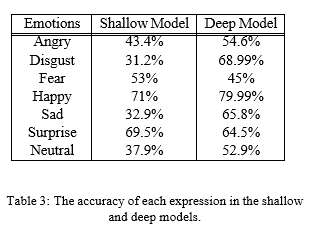 Emotions Shallow Model Deep Model
Angry 43.4% 54.6%
Disgust 31.2% 68.99%
Fear 53% 45%
Happy 71% 79.99%
Sad 32.9% 65.8%
Surprise 69.5% 64.5%
Neutral 37.9% 52.9%
Table 3: The accuracy of each expression in the shallow
and deep models.